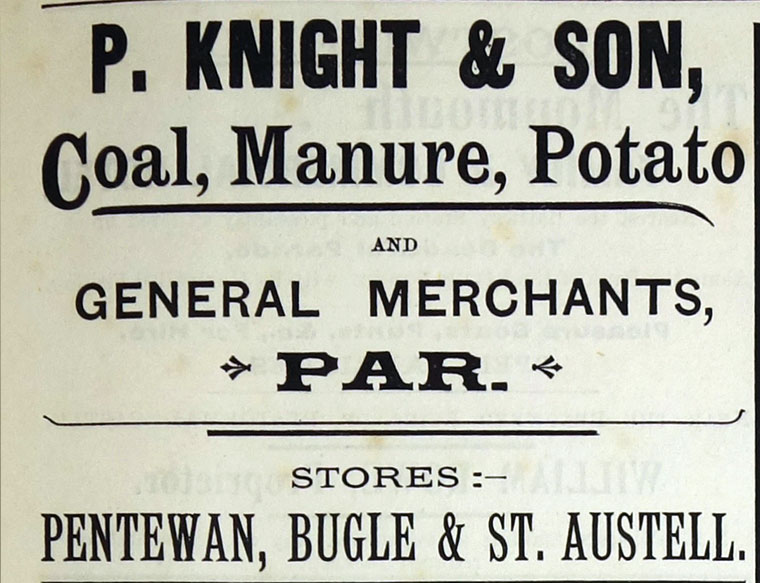 P. KNIGHT & SON,
Coal, Manure, Potato
AND
GENERAL MERCHANTS,
PAR.
STORES:—
PENTEWAN, BUGLE & ST. AUSTELL.